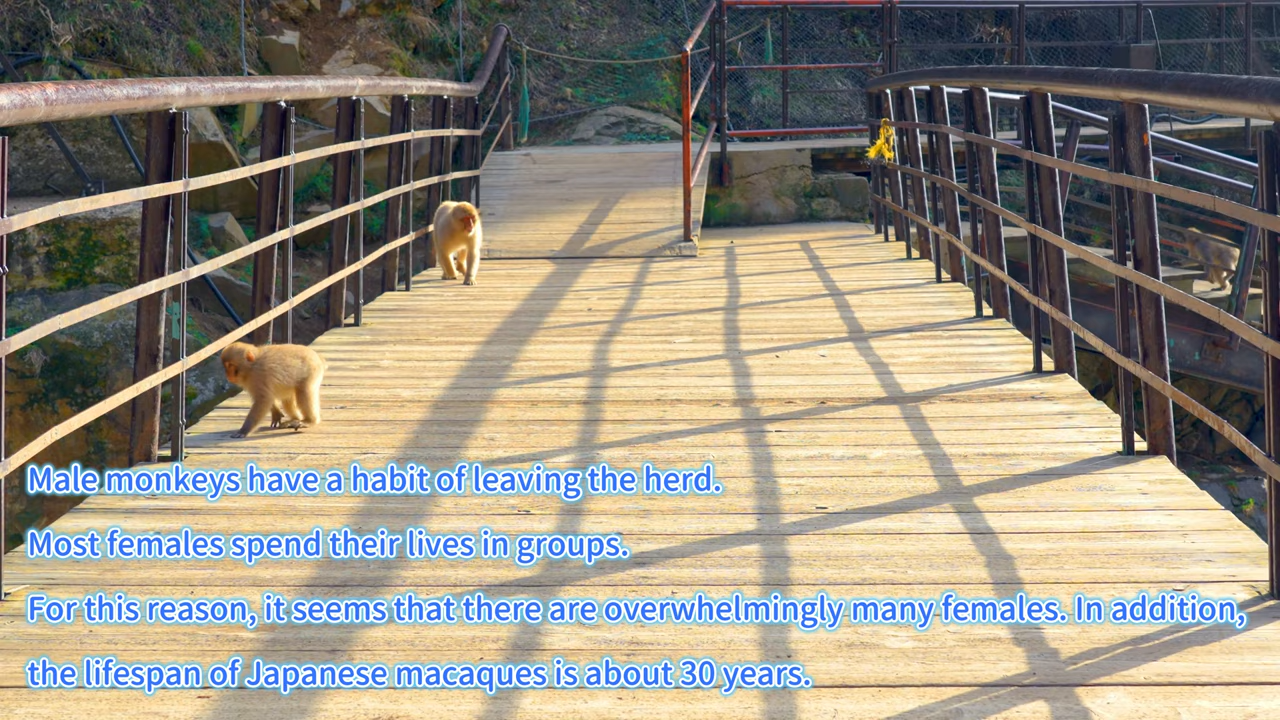 Male monkeys have a habit of leaving the herd.
Most females spend their lives in groups.
For this reason, it seems that there are overwhelmingly many females. In addition,
the lifespan of Japanese macaques is about 30 years.